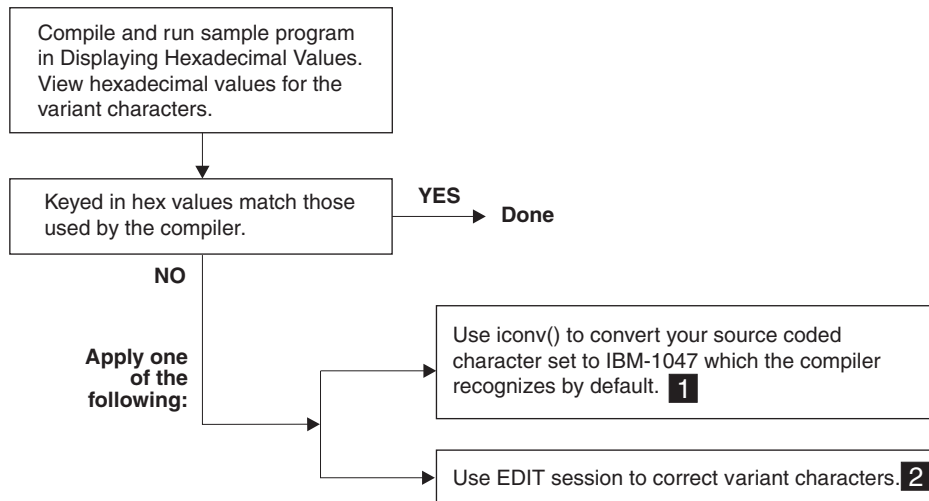 Compile and run sample program
in Displaying Hexadecimal Values.
View hexadecimal values for the
variant characters.
Keyed in hex values match those
used by the compiler.
YES
Done
NO
Apply one
of the
following:
Use iconv() to convert your source coded
character set to IBM-1047 which the compiler
recognizes by default. 1
Use EDIT session to correct variant characters. 2